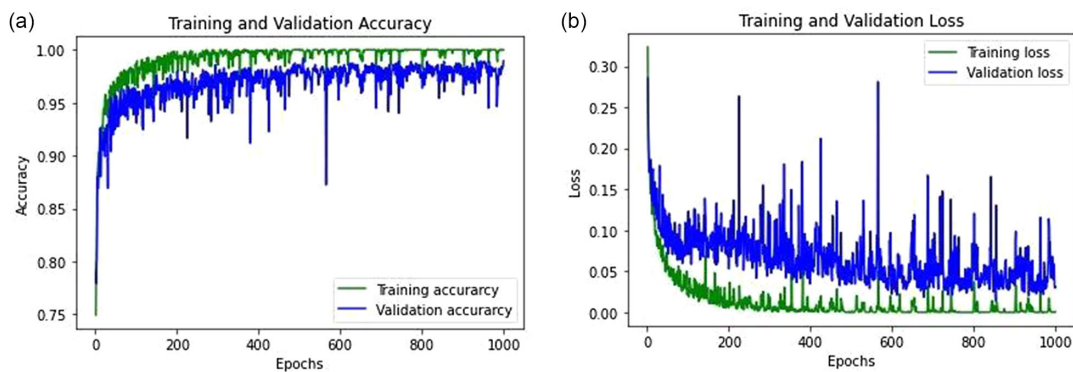 (a)
Training and Validation Accuracy
1.00
0.95
0.90
0.85
0.80
0.75
Accuracy
Training accurarcy
Validation accurarcy
0
200
400
600
800
1000
Epochs
(b)
Training and Validation Loss
Training loss
Validation loss
0.30
0.25
0.20
0.15
0.10
0.05
0.00
Loss
0
200
400
600
800
1000
Epochs